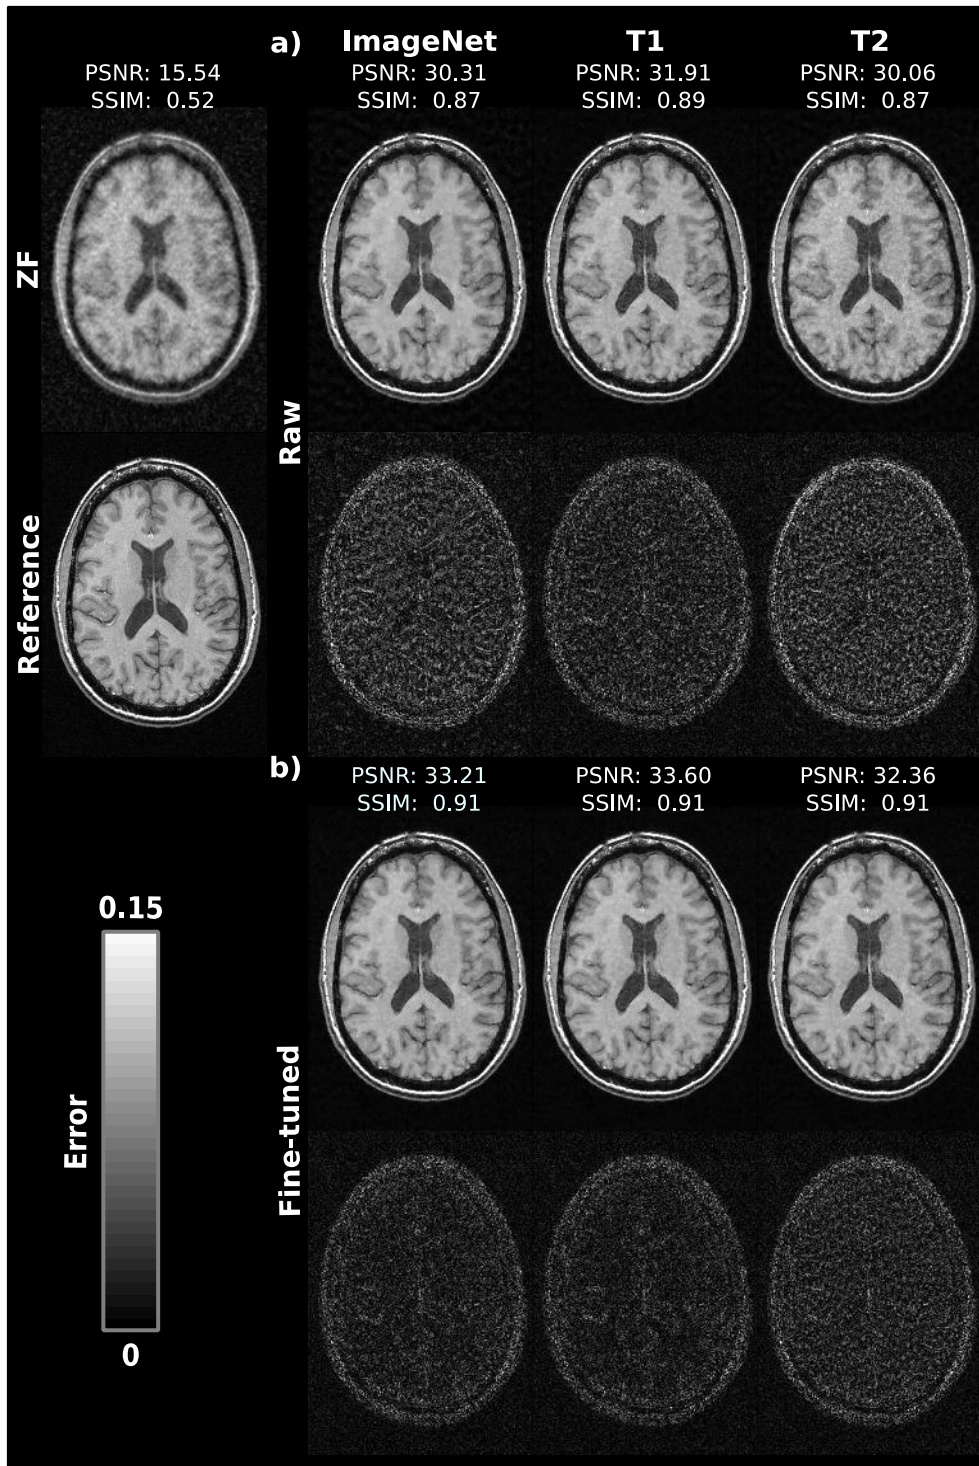 a)
ImageNet
T1
T2
PSNR: 15.54
SSIM: 0.52
PSNR: 30.31
SSIM: 0.87
PSNR: 31.91
SSIM: 0.89
PSNR: 30.06
SSIM: 0.87
ZF
Raw
Reference
b)
PSNR: 33.21
SSIM: 0.91
PSNR: 33.60
SSIM: 0.91
PSNR: 32.36
SSIM: 0.91
0.15
Error
0
Fine-tuned